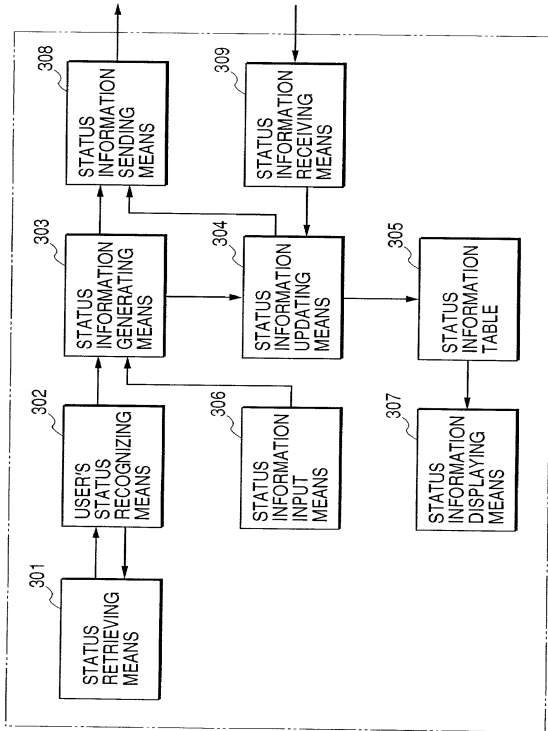 301
STATUS
RETRIEVING
MEANS
302
USER'S
STATUS
RECOGNIZING
MEANS
303
STATUS
INFORMATION
GENERATING
MEANS
308
STATUS
INFORMATION
SENDING
MEANS
306
STATUS
INFORMATION
INPUT
MEANS
304
STATUS
INFORMATION
UPDATING
MEANS
309
STATUS
INFORMATION
RECEIVING
MEANS
307
STATUS
INFORMATION
DISPLAYING
MEANS
305
STATUS
INFORMATION
TABLE